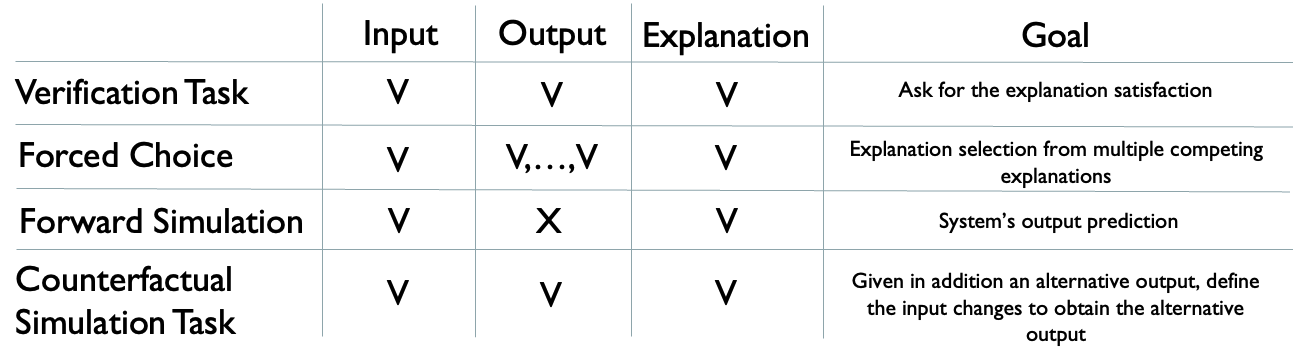 Input Output Explanation Goal
Verification Task V V V Ask for the explanation satisfaction
Forced Choice V V,...,V V Explanation selection from multiple competing
explanations
Forward Simulation V X V System's output prediction
Counterfactual
Simulation Task V V V Given in addition an alternative output, define
the input changes to obtain the alternative
output